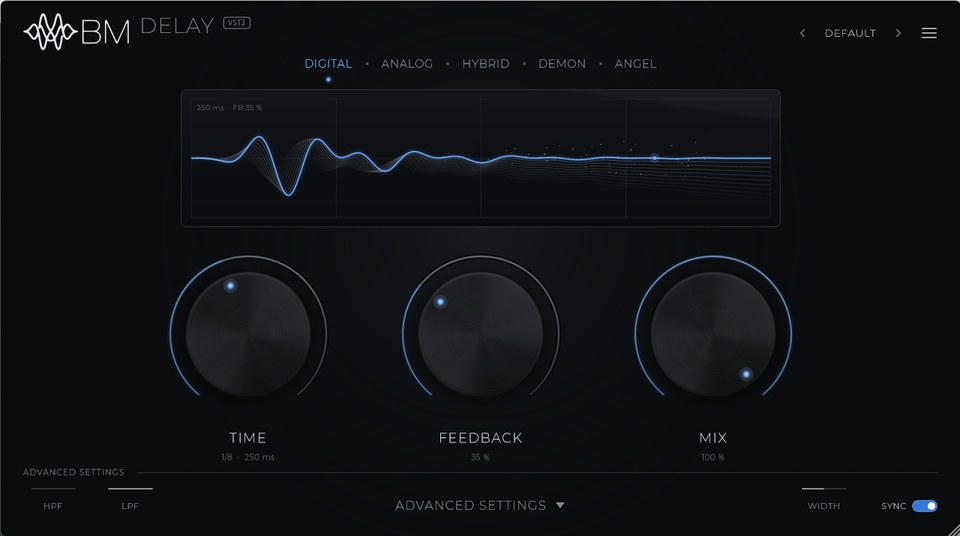 BM DELAY VST3
< DEFAULT >
DIGITAL • ANALOG • HYBRID • DEMON • ANGEL
250 ms FB 35 %
TIME FEEDBACK MIX
1/8 - 250 ms 35 % 100 %
ADVANCED SETTINGS
HPF LPF ADVANCED SETTINGS ▼ WIDTH SYNC